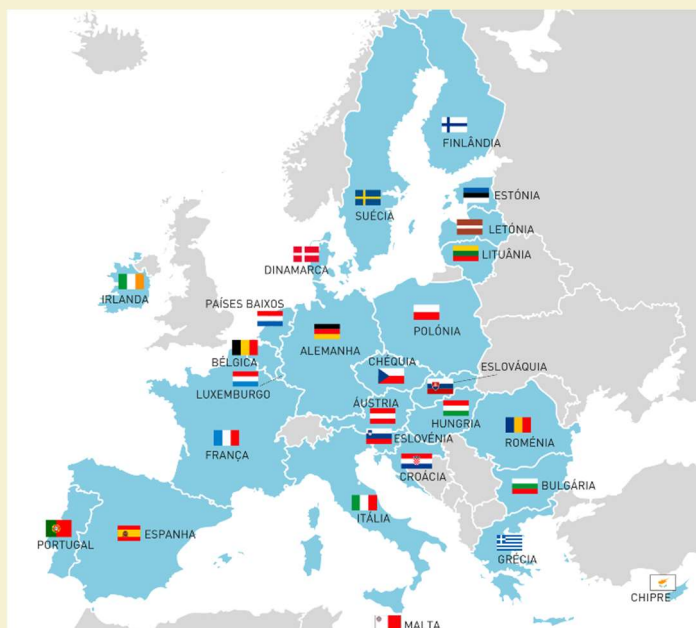 FINLÂNDIA
ESTÓNIA
SUÉCIA
LETÓNIA
LITUÂNIA
DINAMARCA
IRLANDA
PAÍSES BAIXOS
POLÓNIA
ALEMANHA
BÉLGICA
CHÉQUIA
ESLOVÁQUIA
LUXEMBURGO
ÁUSTRIA
HUNGRIA
ESLOVÉNIA
ROMÉNIA
FRANÇA
CROÁCIA
BULGÁRIA
ITÁLIA
ESPANHA
PORTUGAL
GRÉCIA
CHIPRE
MALTA